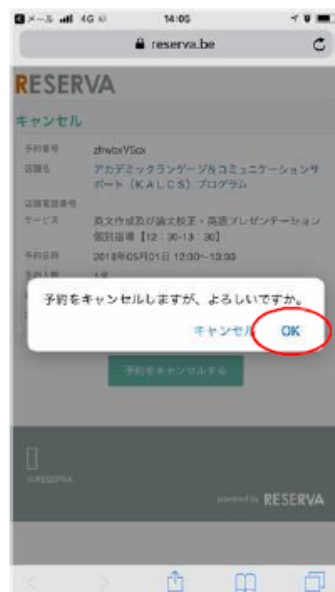 メール 4G 14:05
reserva.be
RESERVA
キャンセル
予約番号
店舗名 アカデミックランゲージ&コミュニケーションサ
ポート（KALCS）プログラム
店舗電話番号
サービス 英文作成及び論文校正・英語プレゼンテーション
個別指導【12：30-13：30】
予約日時 2018年05月01日 12:30～13:30
予約をキャンセルしますが、よろしいですか。
キャンセル OK
予約をキャンセルする
© RESERVA
powered by RESERVA